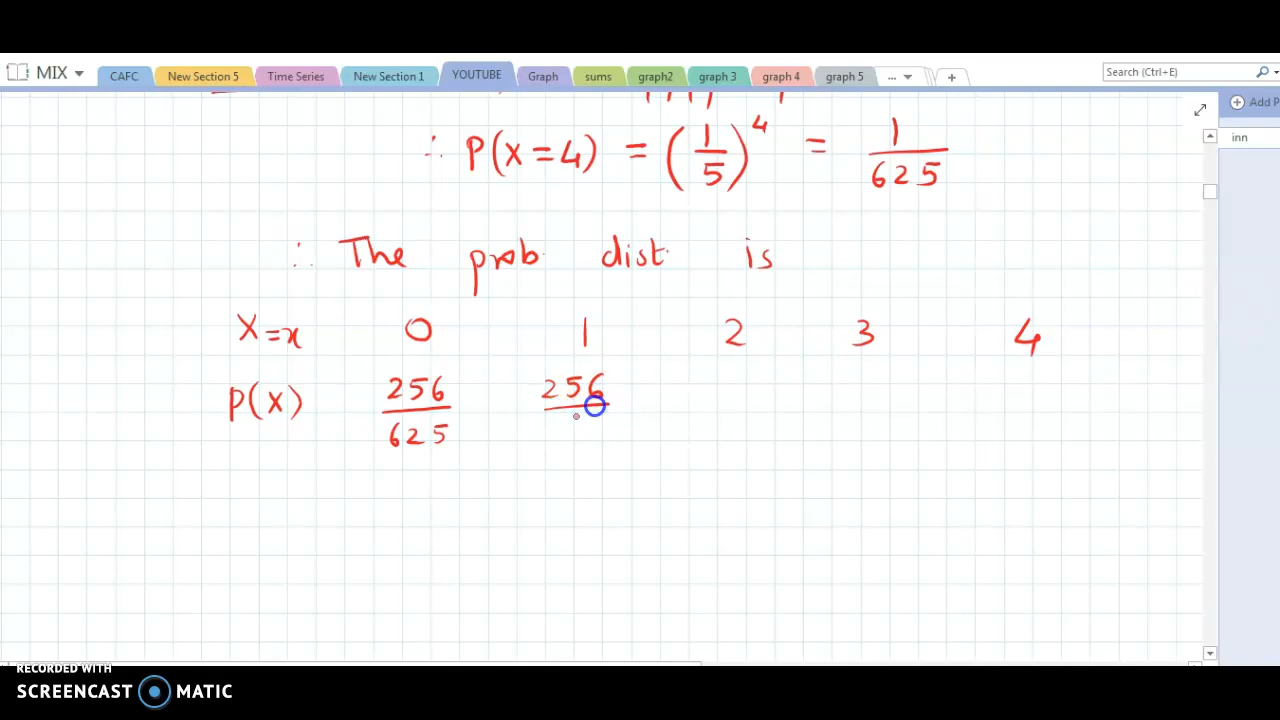 MIX CAFC New Section 5 Time Series New Section 1 YOUTUBE Graph sums graph2 graph 3 graph 4 graph 5 ... + Search (Ctrl+E)
Add P
inn
∴ P(X=4) = (1/5)^4 = 1/625
∴ The prob. dist. is
X=x 0 1 2 3 4
P(X) 256/625 256/
RECORDED WITH
SCREENCAST MATIC